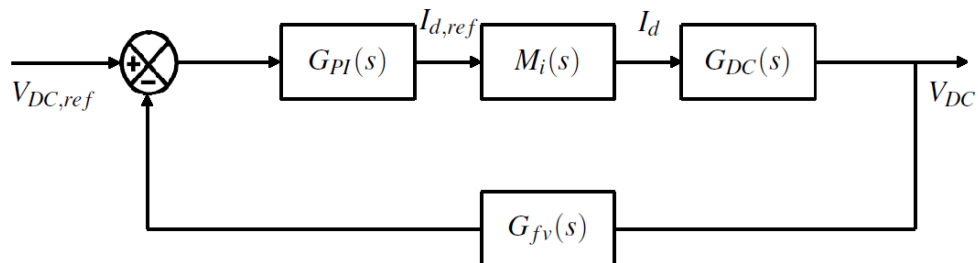 V_{DC,ref}
+
−
G_{PI}(s)
I_{d,ref}
M_i(s)
I_d
G_{DC}(s)
V_{DC}
G_{fv}(s)